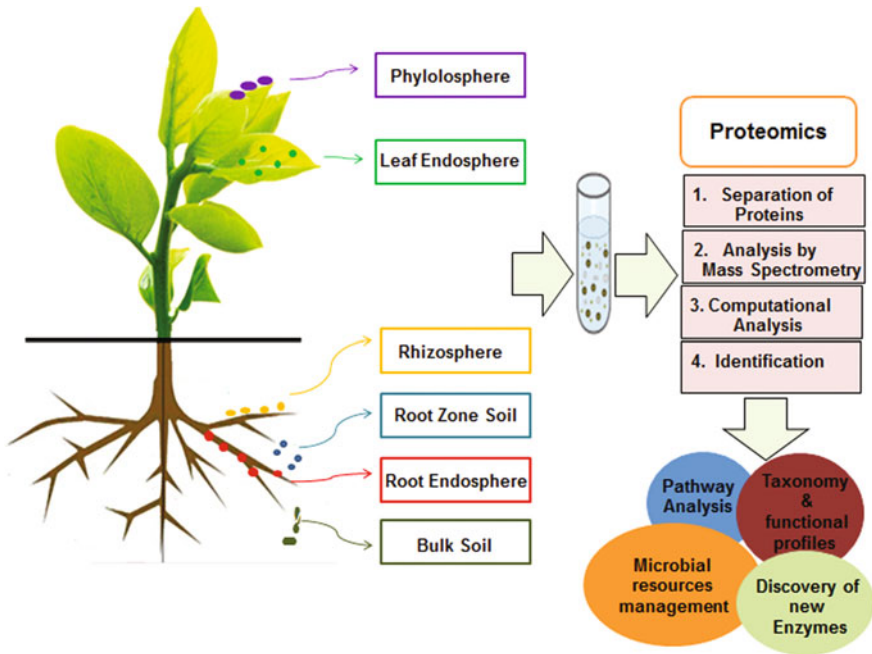 Phylolosphere
Leaf Endosphere
Rhizosphere
Root Zone Soil
Root Endosphere
Bulk Soil
Proteomics
1. Separation of
Proteins
2. Analysis by
Mass Spectrometry
3. Computational
Analysis
4. Identification
Pathway
Analysis
Taxonomy
&
functional
profiles
Microbial
resources
management
Discovery of
new
Enzymes